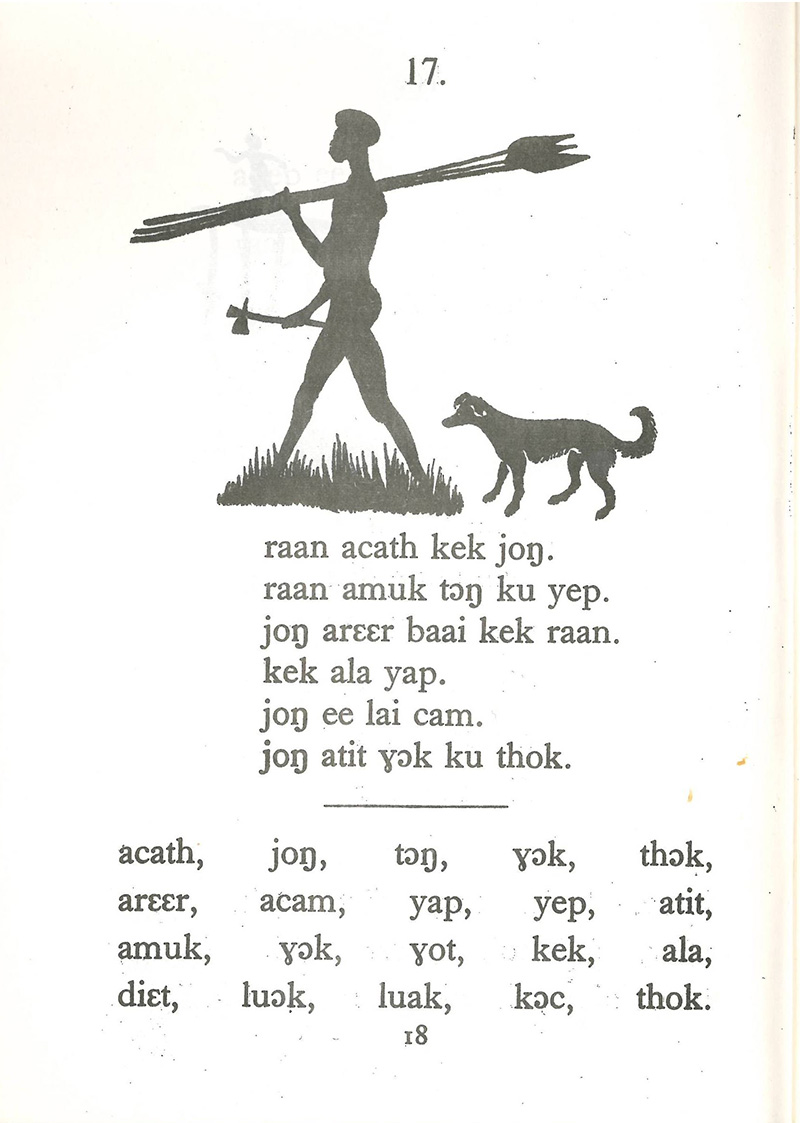 17.
raan acath kek joŋ.
raan amuk tɔŋ ku yep.
joŋ arɛɛr baai kek raan.
kek ala yap.
joŋ ee lai cam.
joŋ atit ɣɔk ku thok.
acath, joŋ, tɔŋ, ɣɔk, thɔk,
arɛɛr, acam, yap, yep, atit,
amuk, ɣɔk, ɣot, kek, ala,
diɛt, luɔk, luak, kɔc, thok.
18